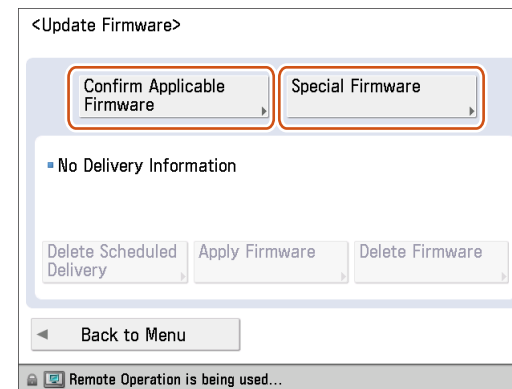 <Update Firmware>
Confirm Applicable
Firmware
Special Firmware
No Delivery Information
Delete Scheduled
Delivery
Apply Firmware
Delete Firmware
Back to Menu
Remote Operation is being used...